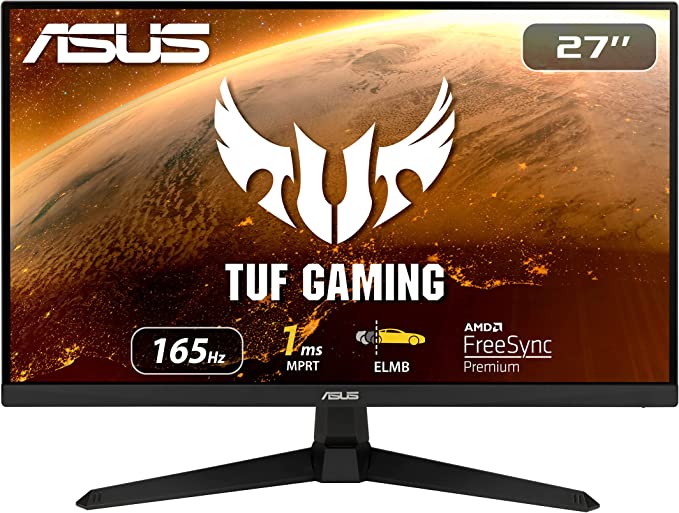 ASUS
27’’
TUF GAMING
165Hz
1ms
MPRT
ELMB
AMD
FreeSync
Premium
ASUS